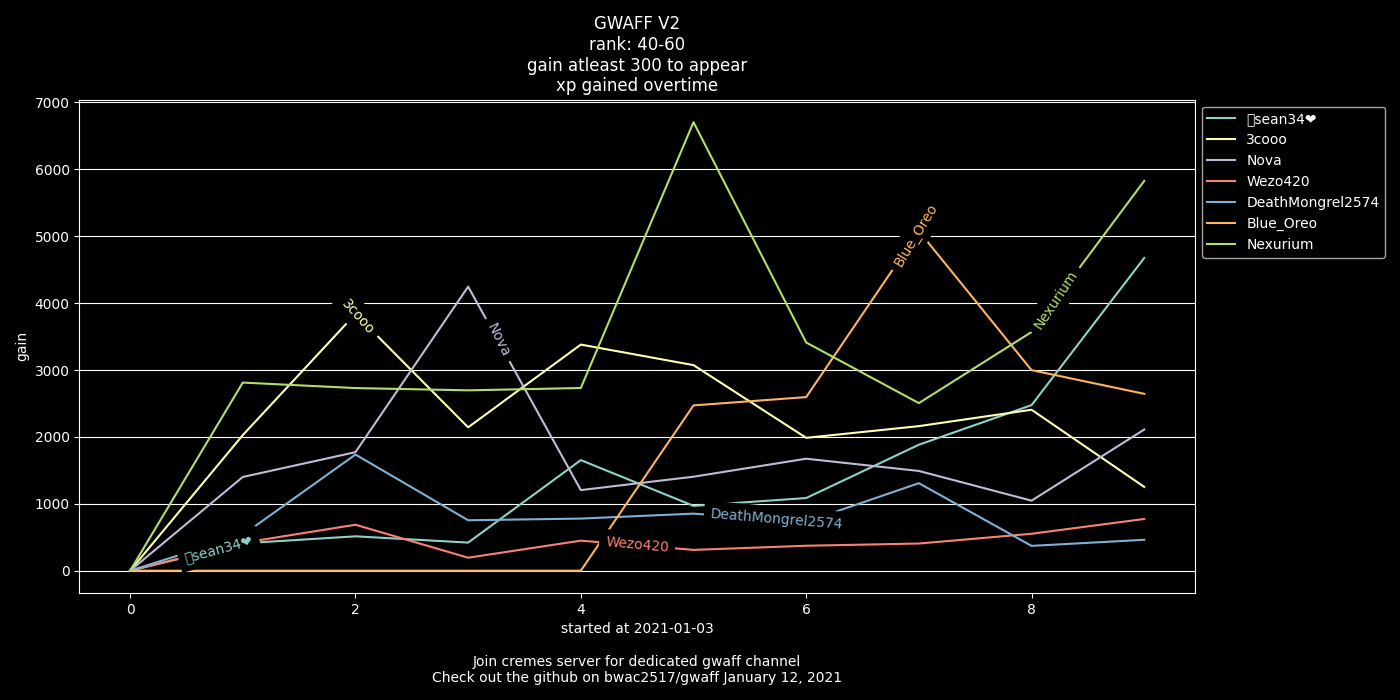 GWAFF V2
rank: 40-60
gain atleast 300 to appear
xp gained overtime
7000
6000
5000
4000
3000
2000
1000
0
gain
0
2
4
6
8
started at 2021-01-03
sean34❤
3cooo
Nova
Wezo420
DeathMongrel2574
Blue_Oreo
Nexurium
sean34❤
3cooo
Nova
Wezo420
DeathMongrel2574
Blue_Oreo
Nexurium
Join cremes server for dedicated gwaff channel
Check out the github on bwac2517/gwaff January 12, 2021